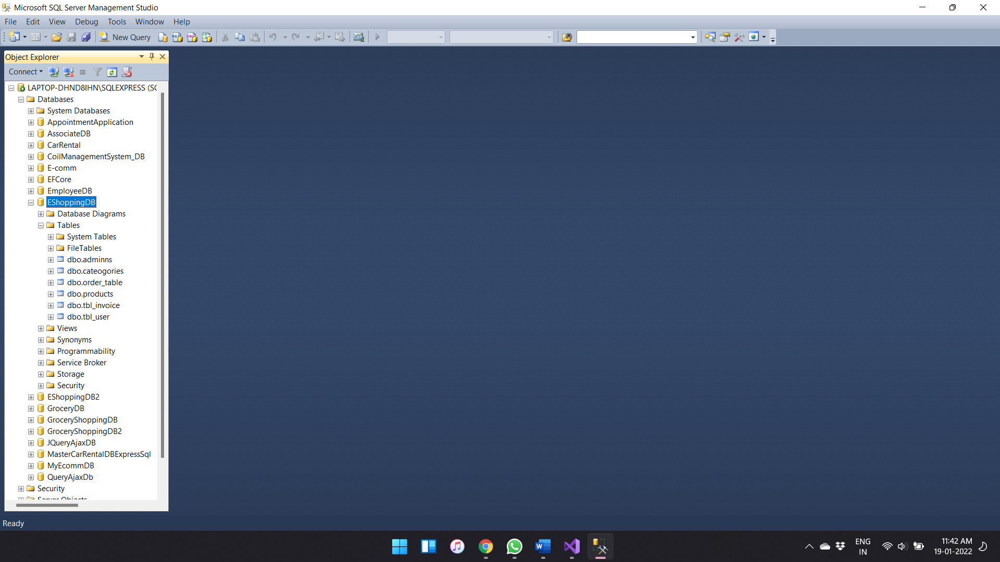 Microsoft SQL Server Management Studio
File Edit View Debug Tools Window Help
New Query
Object Explorer
Connect
LAPTOP-DHND8IHN\SQLEXPRESS (SQ
Databases
System Databases
AppointmentApplication
AssociateDB
CarRental
CoilManagementSystem_DB
E-comm
EFCore
EmployeeDB
EShoppingDB
Database Diagrams
Tables
System Tables
FileTables
dbo.adminns
dbo.cateogories
dbo.order_table
dbo.products
dbo.tbl_invoice
dbo.tbl_user
Views
Synonyms
Programmability
Service Broker
Storage
Security
EShoppingDB2
GroceryDB
GroceryShoppingDB
GroceryShoppingDB2
JQueryAjaxDB
MasterCarRentalDBExpressSql
MyEcommDB
QueryAjaxDb
Security
Server Objects
Ready
ENG
IN
11:42 AM
19-01-2022